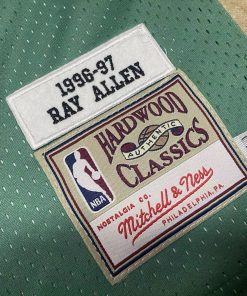 1996-97
RAY ALLEN
HARDWOOD
AUTHENTIC
CLASSICS
NBA
NOSTALGIA CO.
Mitchell & Ness
PHILADELPHIA, PA.